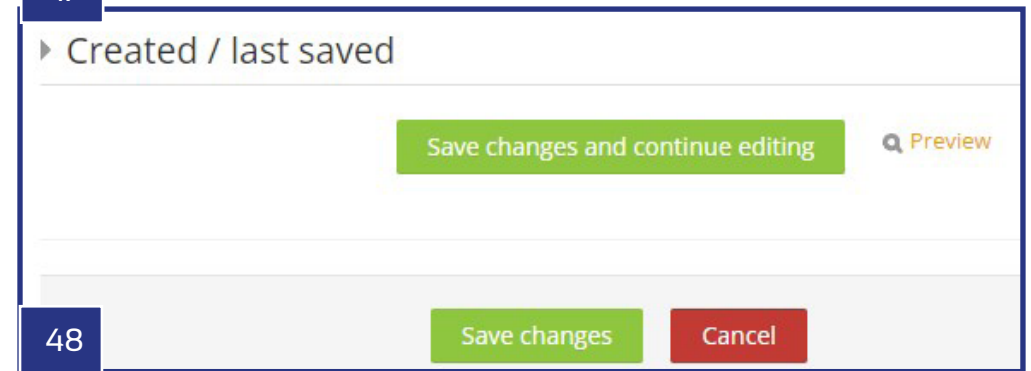 Created / last saved
Save changes and continue editing
Preview
48
Save changes
Cancel